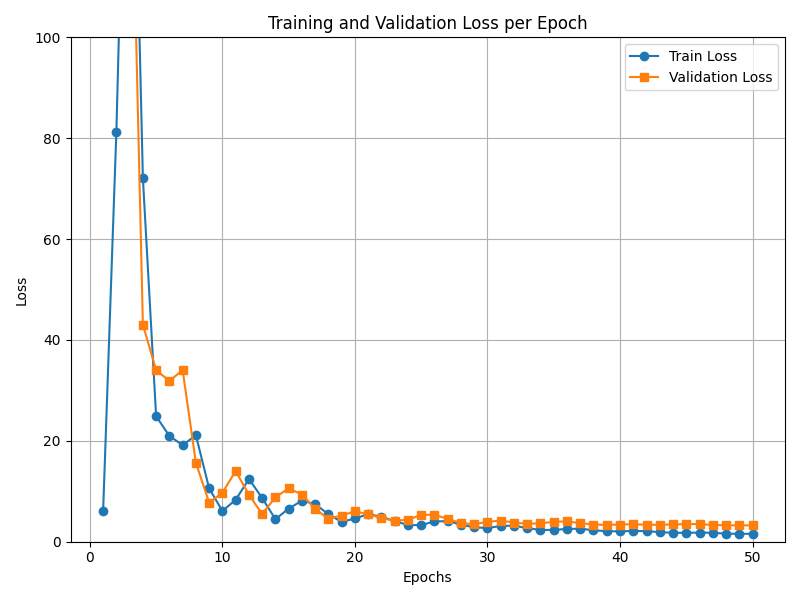 Training and Validation Loss per Epoch
100
80
60
40
20
0
Loss
Train Loss
Validation Loss
0 10 20 30 40 50
Epochs